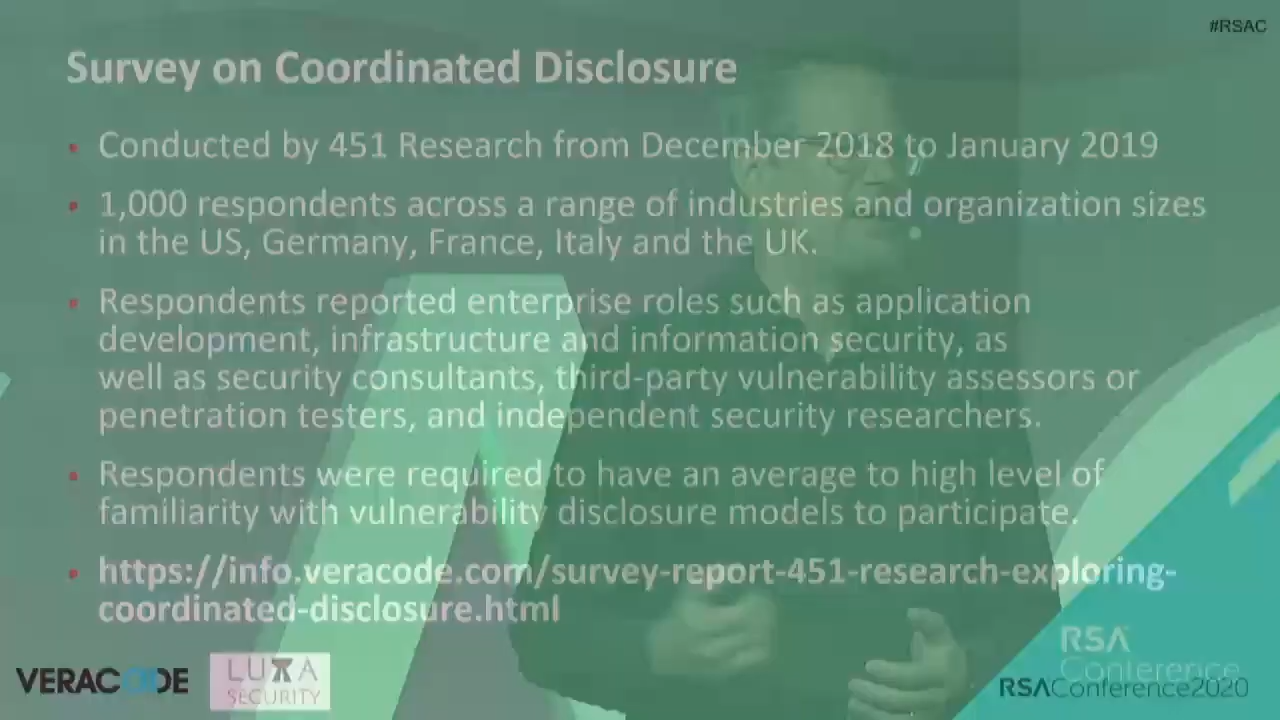 #RSAC
Survey on Coordinated Disclosure
• Conducted by 451 Research from December 2018 to January 2019
• 1,000 respondents across a range of industries and organization sizes
in the US, Germany, France, Italy and the UK.
• Respondents reported enterprise roles such as application
development, infrastructure and information security, as
well as security consultants, third-party vulnerability assessors or
penetration testers, and independent security researchers.
• Respondents were required to have an average to high level of
familiarity with vulnerability disclosure models to participate.
• https://info.veracode.com/survey-report-451-research-exploring-
coordinated-disclosure.html
VERACODE
LUTA
SECURITY
RSA
Conference
RSAConference2020